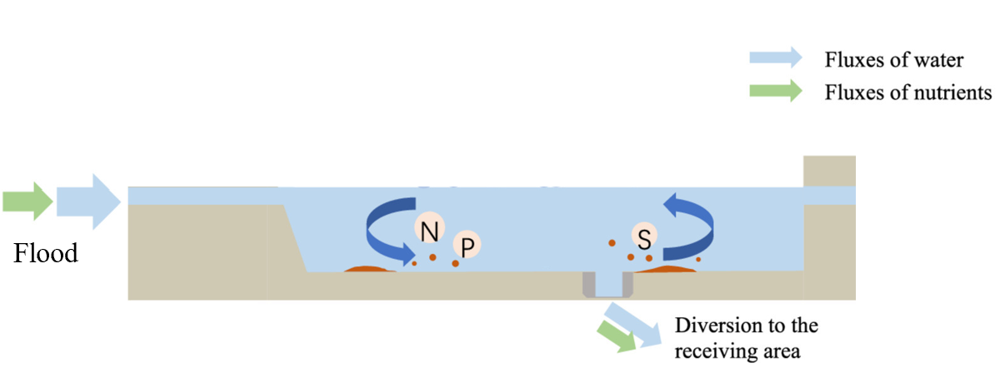 Fluxes of water
Fluxes of nutrients
Flood
N
P
S
Diversion to the
receiving area